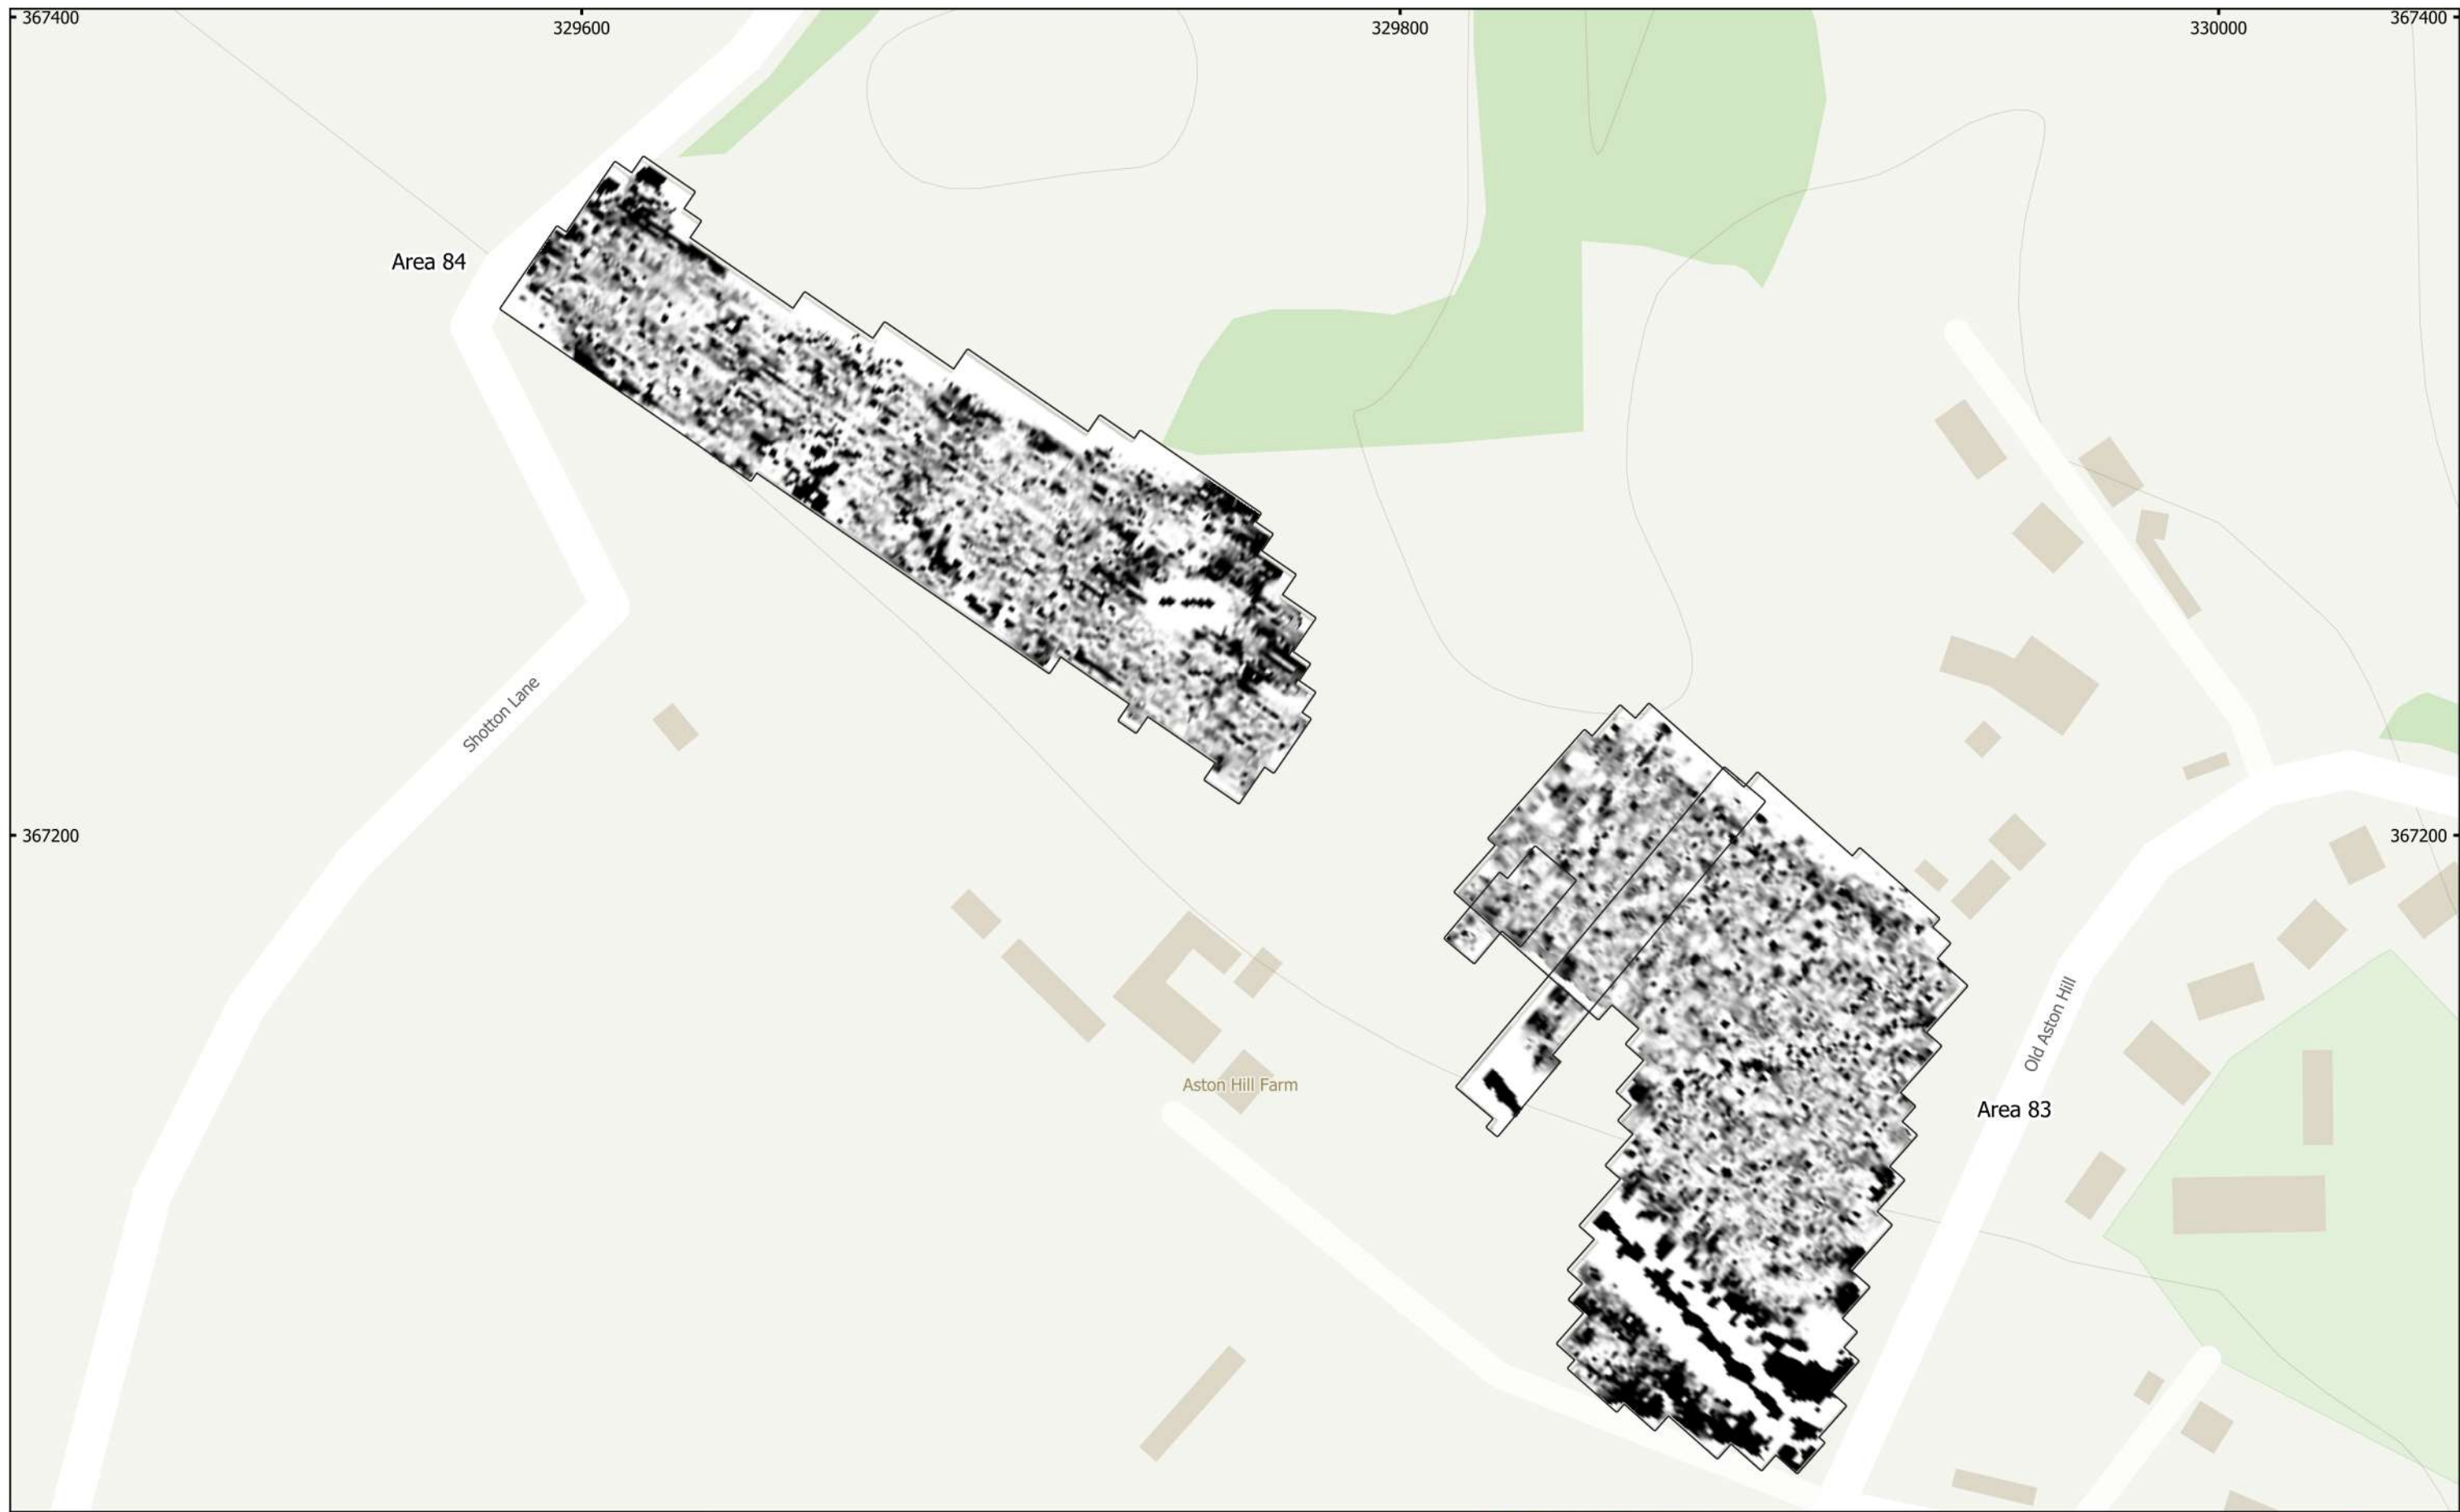 367400
329600
329800
330000
367400
Area 84
Shotton Lane
367200
367200
Old Aston Hill
Aston Hill Farm
Area 83